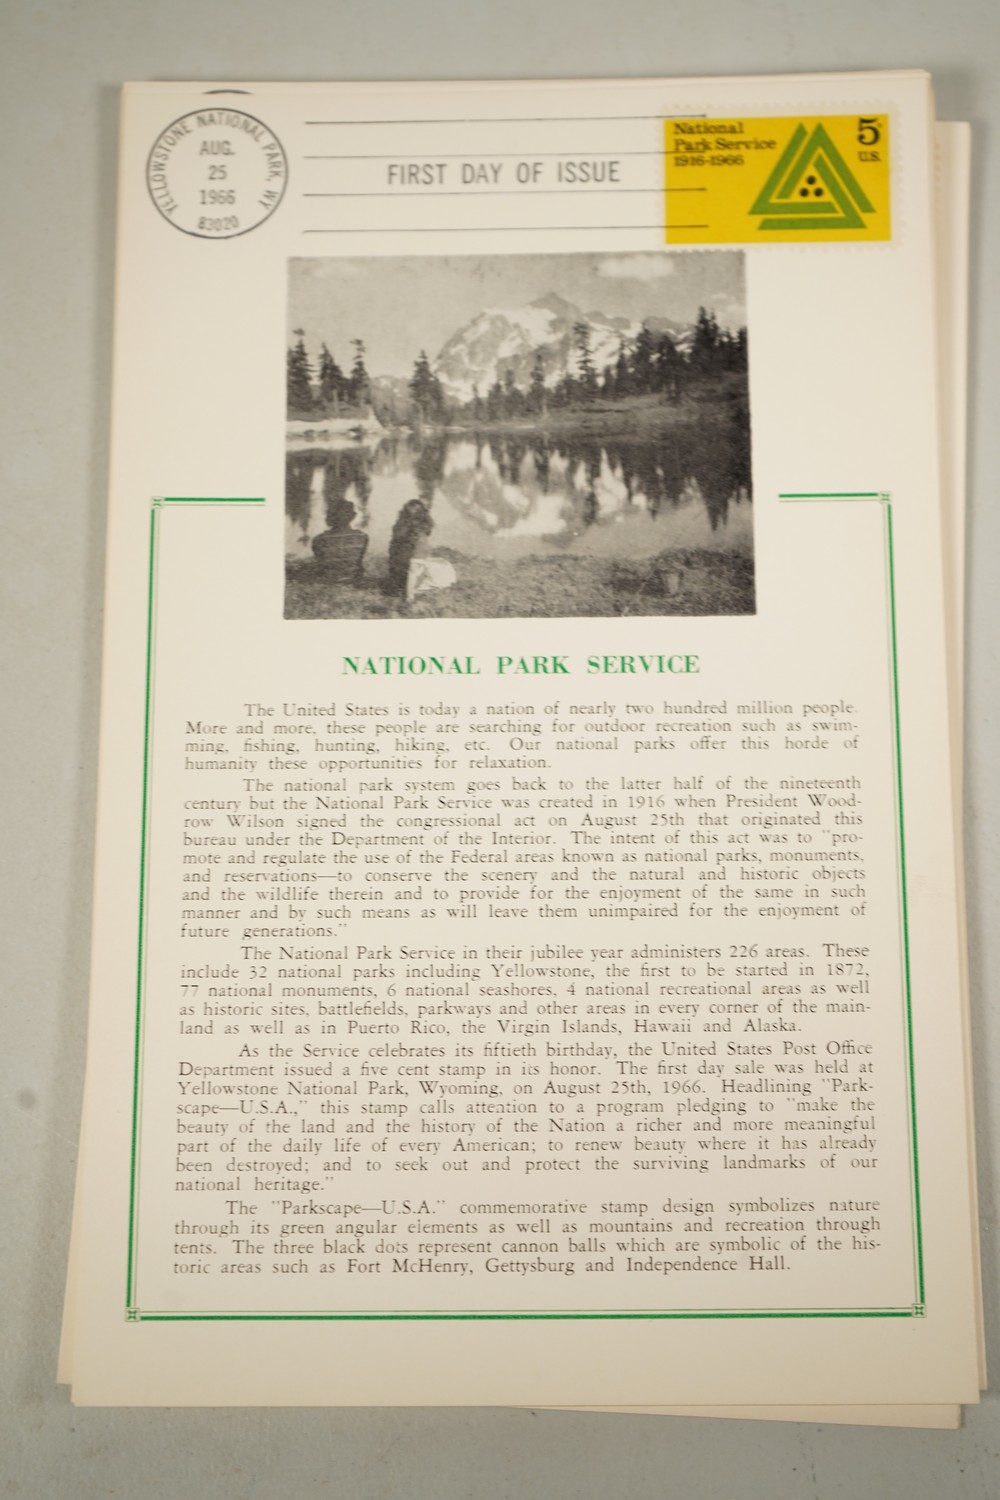 YELLOWSTONE NATIONAL PARK, WY
AUG.
25
1966
83020
FIRST DAY OF ISSUE
National
Park Service
1916-1966
5c
U.S.
NATIONAL PARK SERVICE
The United States is today a nation of nearly two hundred million people.
More and more, these people are searching for outdoor recreation such as swim-
ming, fishing, hunting, hiking, etc. Our national parks offer this horde of
humanity these opportunities for relaxation.
The national park system goes back to the latter half of the nineteenth
century but the National Park Service was created in 1916 when President Wood-
row Wilson signed the congressional act on August 25th that originated this
bureau under the Department of the Interior. The intent of this act was to "pro-
mote and regulate the use of the Federal areas known as national parks, monuments,
and reservations—to conserve the scenery and the natural and historic objects
and the wildlife therein and to provide for the enjoyment of the same in such
manner and by such means as will leave them unimpaired for the enjoyment of
future generations."
The National Park Service in their jubilee year administers 226 areas. These
include 32 national parks including Yellowstone, the first to be started in 1872,
77 national monuments, 6 national seashores, 4 national recreational areas as well
as historic sites, battlefields, parkways and other areas in every corner of the main-
land as well as in Puerto Rico, the Virgin Islands, Hawaii and Alaska.
As the Service celebrates its fiftieth birthday, the United States Post Office
Department issued a five cent stamp in its honor. The first day sale was held at
Yellowstone National Park, Wyoming, on August 25th, 1966. Headlining "Park-
scape—U.S.A.," this stamp calls attention to a program pledging to "make the
beauty of the land and the history of the Nation a richer and more meaningful
part of the daily life of every American; to renew beauty where it has already
been destroyed; and to seek out and protect the surviving landmarks of our
national heritage."
The "Parkscape—U.S.A." commemorative stamp design symbolizes nature
through its green angular elements as well as mountains and recreation through
tents. The three black dots represent cannon balls which are symbolic of the his-
toric areas such as Fort McHenry, Gettysburg and Independence Hall.